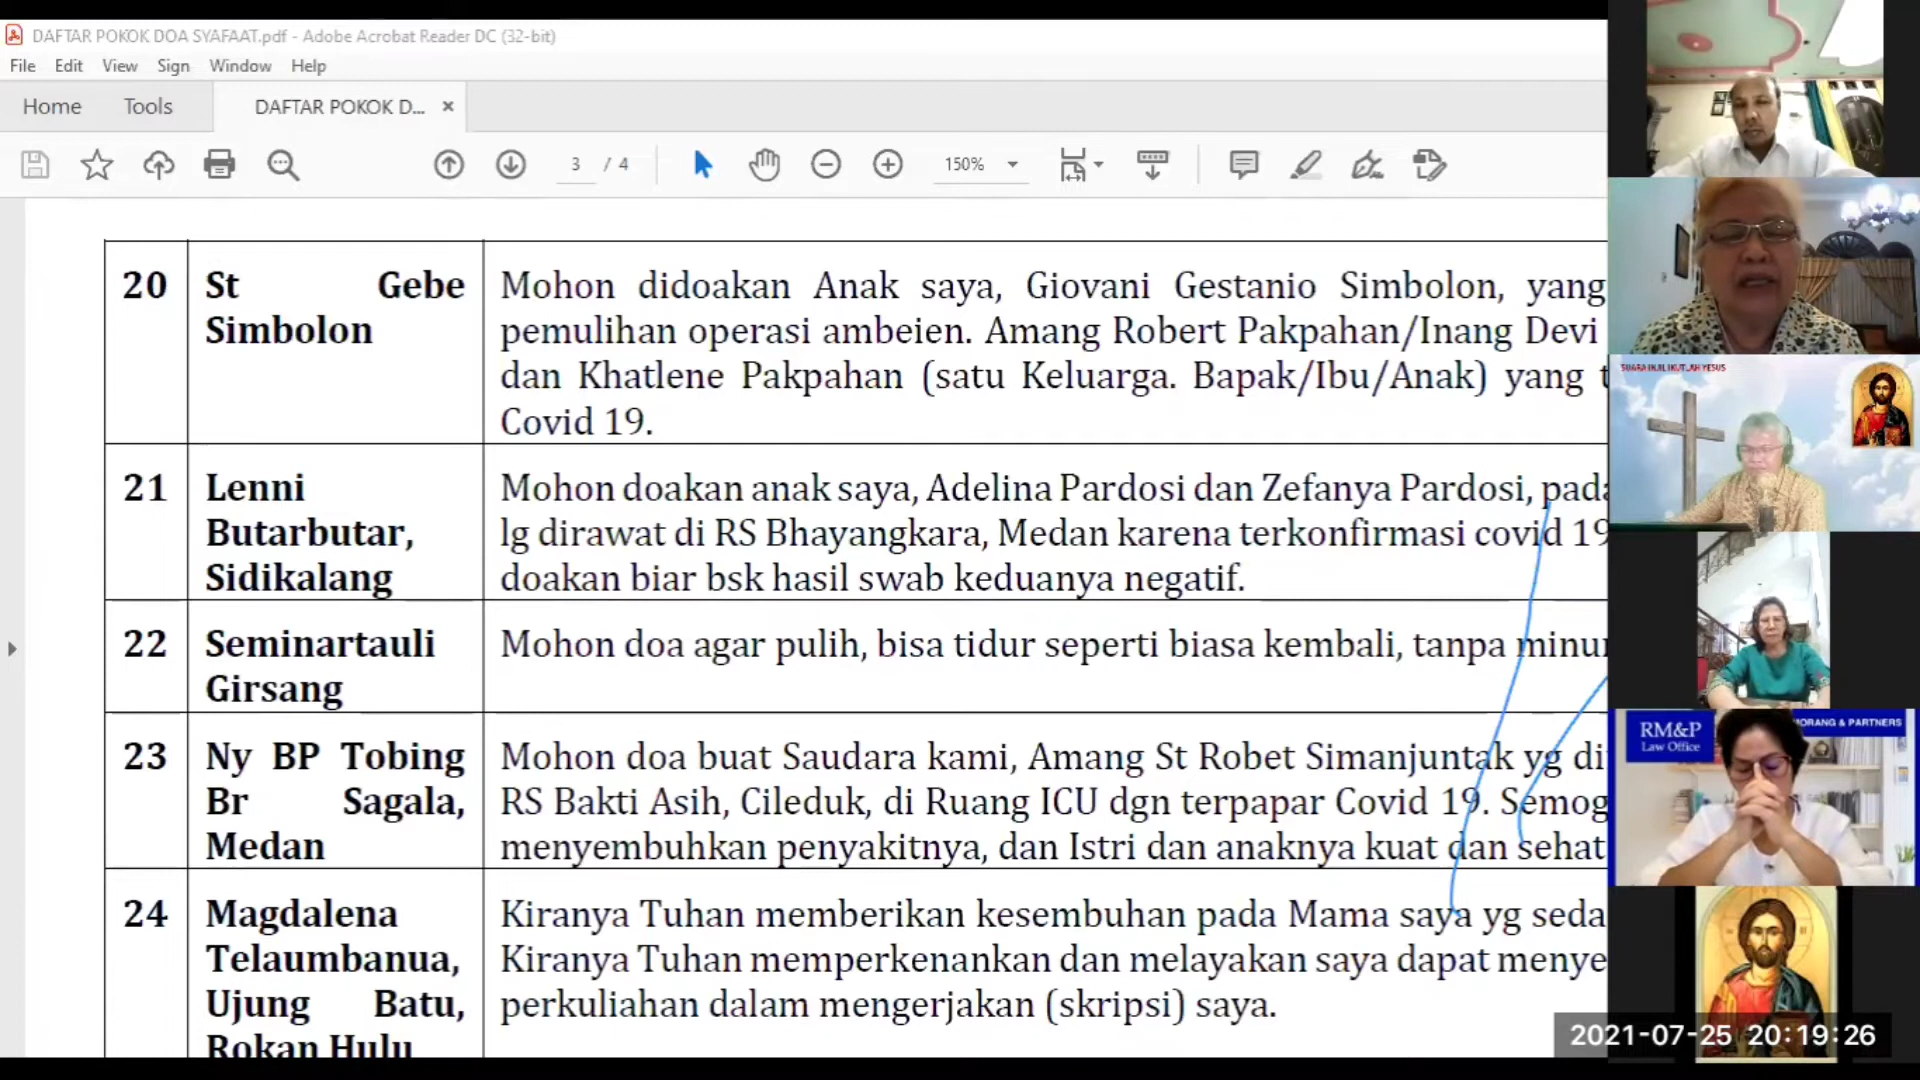 DAFTAR POKOK DOA SYAFAAT.pdf - Adobe Acrobat Reader DC (32-bit)
File Edit View Sign Window Help
Home Tools DAFTAR POKOK D... ×
3 / 4 150%
20 St Gebe Simbolon
Mohon didoakan Anak saya, Giovani Gestanio Simbolon, yang
pemulihan operasi ambeien. Amang Robert Pakpahan/Inang Devi
dan Khatlene Pakpahan (satu Keluarga. Bapak/Ibu/Anak) yang
Covid 19.
21 Lenni Butarbutar, Sidikalang
Mohon doakan anak saya, Adelina Pardosi dan Zefanya Pardosi,
lg dirawat di RS Bhayangkara, Medan karena terkonfirmasi covid 19
doakan biar bsk hasil swab keduanya negatif.
22 Seminartauli Girsang
Mohon doa agar pulih, bisa tidur seperti biasa kembali, tanpa
23 Ny BP Tobing Br Sagala, Medan
Mohon doa buat Saudara kami, Amang St Robet Simanjuntak yg
RS Bakti Asih, Cileduk, di Ruang ICU dgn terpapar Covid 19.
menyembuhkan penyakitnya, dan Istri dan anaknya kuat dan sehat
24 Magdalena Telaumbanua, Ujung Batu, Rokan Hulu
Kiranya Tuhan memberikan kesembuhan pada Mama saya yg
Kiranya Tuhan memperkenankan dan melayakan saya dapat
perkuliahan dalam mengerjakan (skripsi) saya.
SUARA INJIL IKUTLAH YESUS
RM&P
Law Office
& PARTNERS
2021-07-25 20:19:26